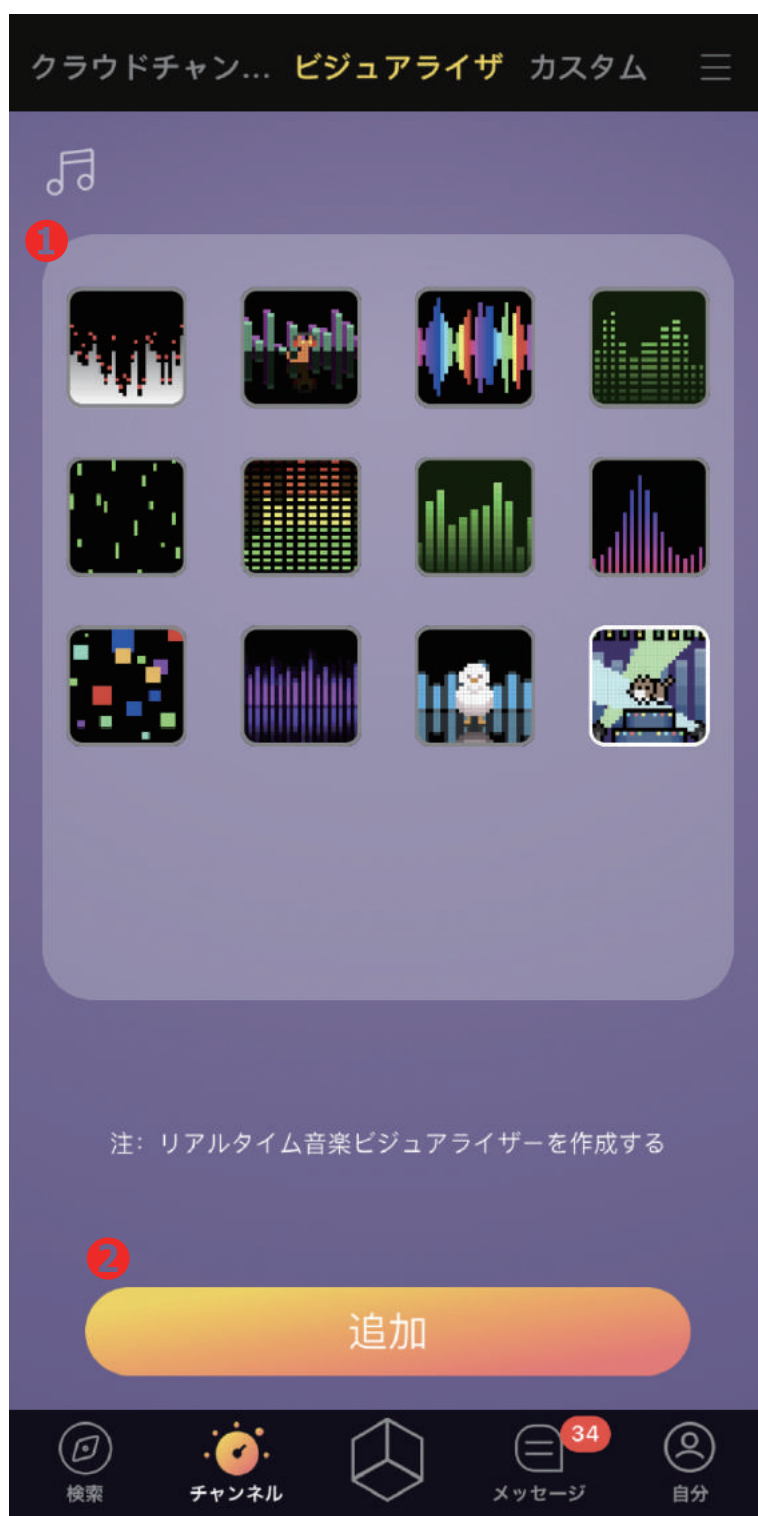 クラウドチャン... ビジュアライザ カスタム
1
注: リアルタイム音楽ビジュアライザーを作成する
2
追加
34
検索 チャンネル メッセージ 自分